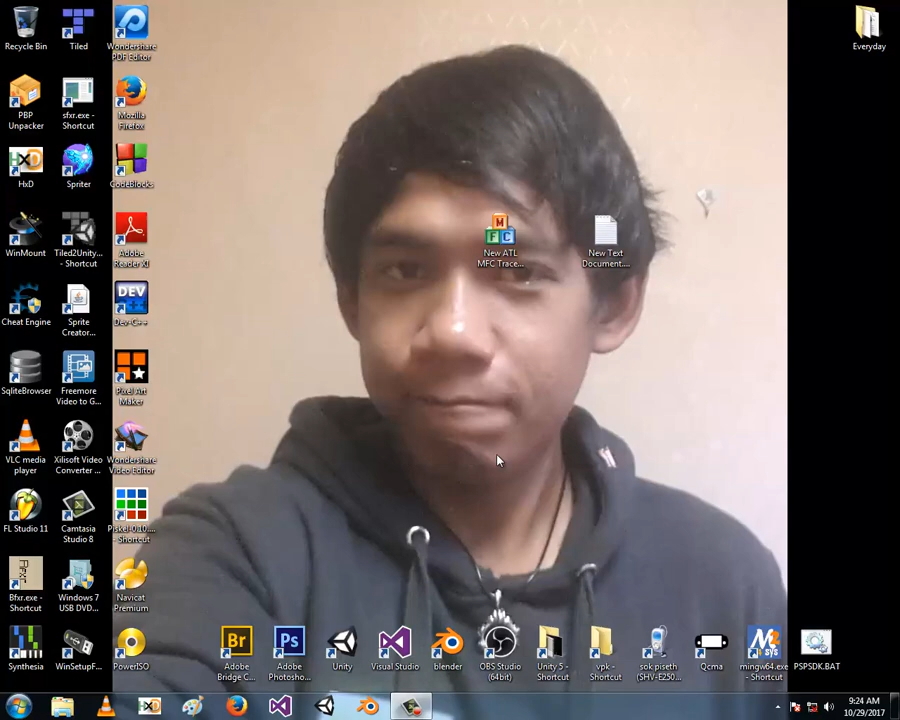 Recycle Bin
Tiled
Wondershare
PDF Editor
Everyday
PBP
Unpacker
sfxr.exe -
Shortcut
Mozilla
Firefox
HxD
Spriter
CodeBlocks
WinMount
Tiled2Unity...
- Shortcut
Adobe
Reader XI
New ATL
MFC Trace...
New Text
Document....
Cheat Engine
Sprite
Creator...
DEV
Dev-C++
SqliteBrowser
Freemore
Video to G...
Pixel Art
Maker
VLC media
player
Xilisoft Video
Converter ...
Wondershare
Video Editor
FL Studio 11
Camtasia
Studio 8
Piskel-0.10....
- Shortcut
Bfxr
Bfxr.exe -
Shortcut
Windows 7
USB DVD...
Navicat
Premium
Synthesia
WinSetupF...
PowerISO
Br
Adobe
Bridge C...
Ps
Adobe
Photosho...
Unity
Visual Studio
blender
OBS Studio
(64bit)
Unity 5 -
Shortcut
vpk -
Shortcut
sok piseth
(SHV-E250...
Qcma
mingw64.exe
- Shortcut
PSPSDK.BAT
9:24 AM
10/29/2017